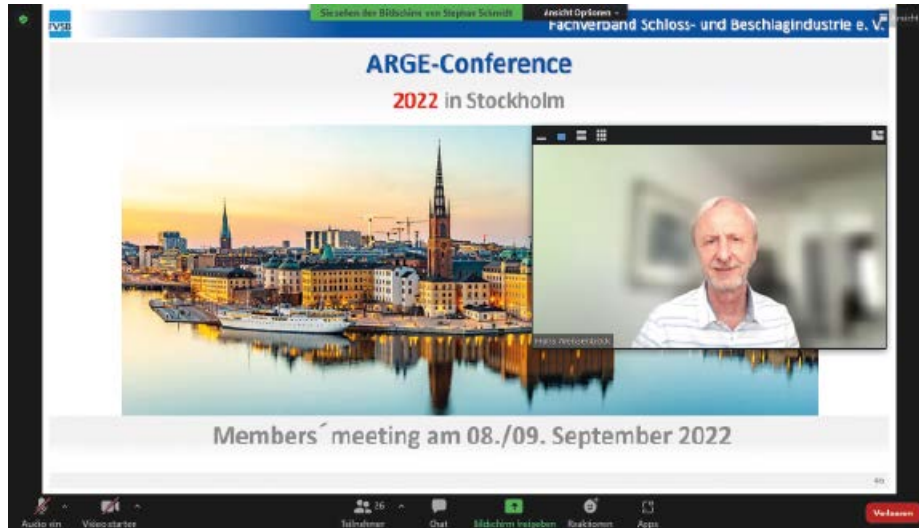 Sie sehen den Bildschirm von Stephan Schmidt
Ansicht Optionen
FVSB
Fachverband Schloss- und Beschlagindustrie e. V.
ARGE-Conference
2022 in Stockholm
Members´meeting am 08./09. September 2022
26
Audio ein
Video starten
Teilnehmer
Chat
Bildschirm freigeben
Reaktionen
Apps
Verlassen